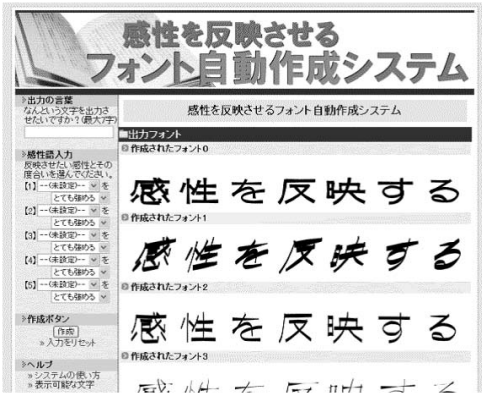 感性を反映させる
フォント自動作成システム
出力の言葉
なんという文字を出力さ
せたいですか？(最大7字)
感性語入力
反映させたい感性とその
度合いを選んでください。
【1】 --(未設定)-- を
とても強める
【2】 --(未設定)-- を
とても強める
【3】 --(未設定)-- を
とても強める
【4】 --(未設定)-- を
とても強める
【5】 --(未設定)-- を
とても強める
作成ボタン
作成
» 入力をリセット
ヘルプ
» システムの使い方
» 表示可能な文字
感性を反映させるフォント自動作成システム
■出力フォント
作成されたフォント0
感性を反映する
作成されたフォント1
感性を反映する
作成されたフォント2
感性を反映する
作成されたフォント3
感性を反映する